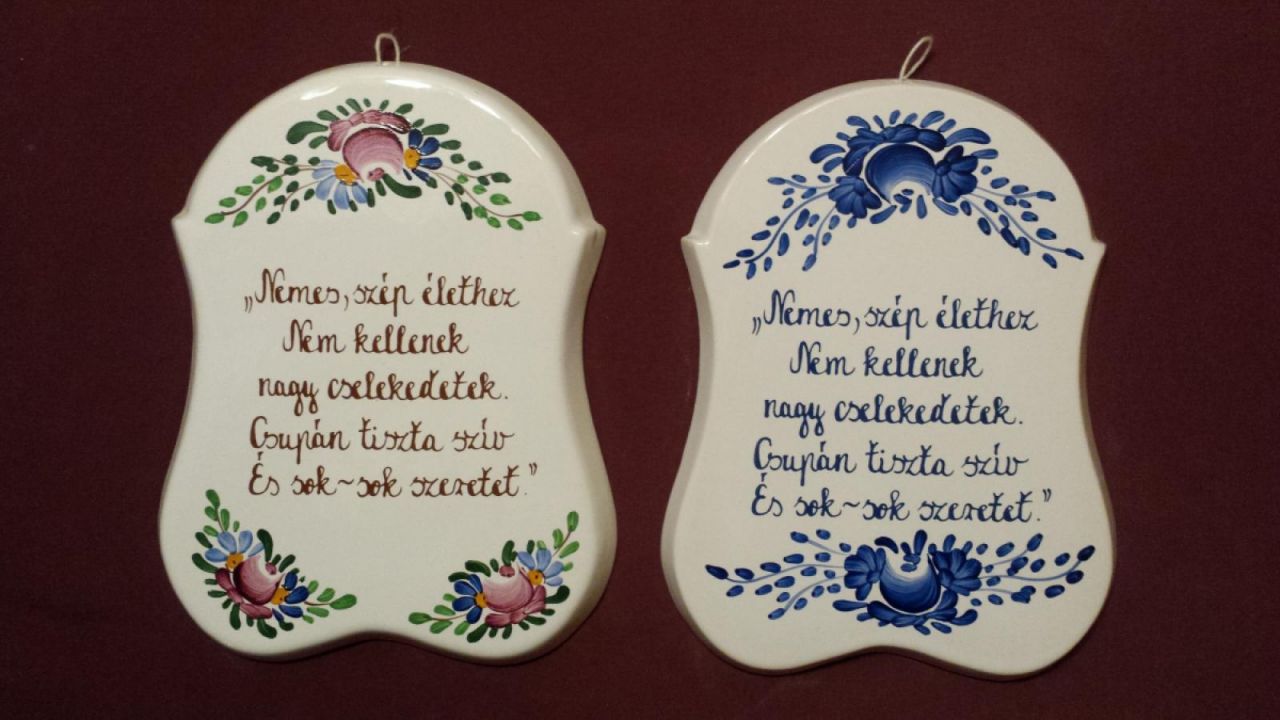 „Nemes, szép élethez
Nem kellenek
nagy cselekedetek.
Csupán tiszta szív
És sok~sok szeretet.”
„Nemes, szép élethez
Nem kellenek
nagy cselekedetek.
Csupán tiszta szív
És sok~sok szeretet.”